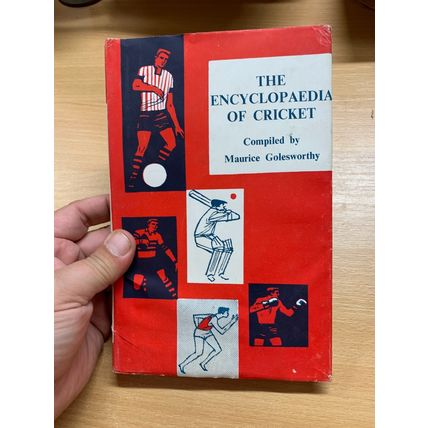 THE
ENCYCLOPAEDIA
OF CRICKET
Compiled by
Maurice Golesworthy